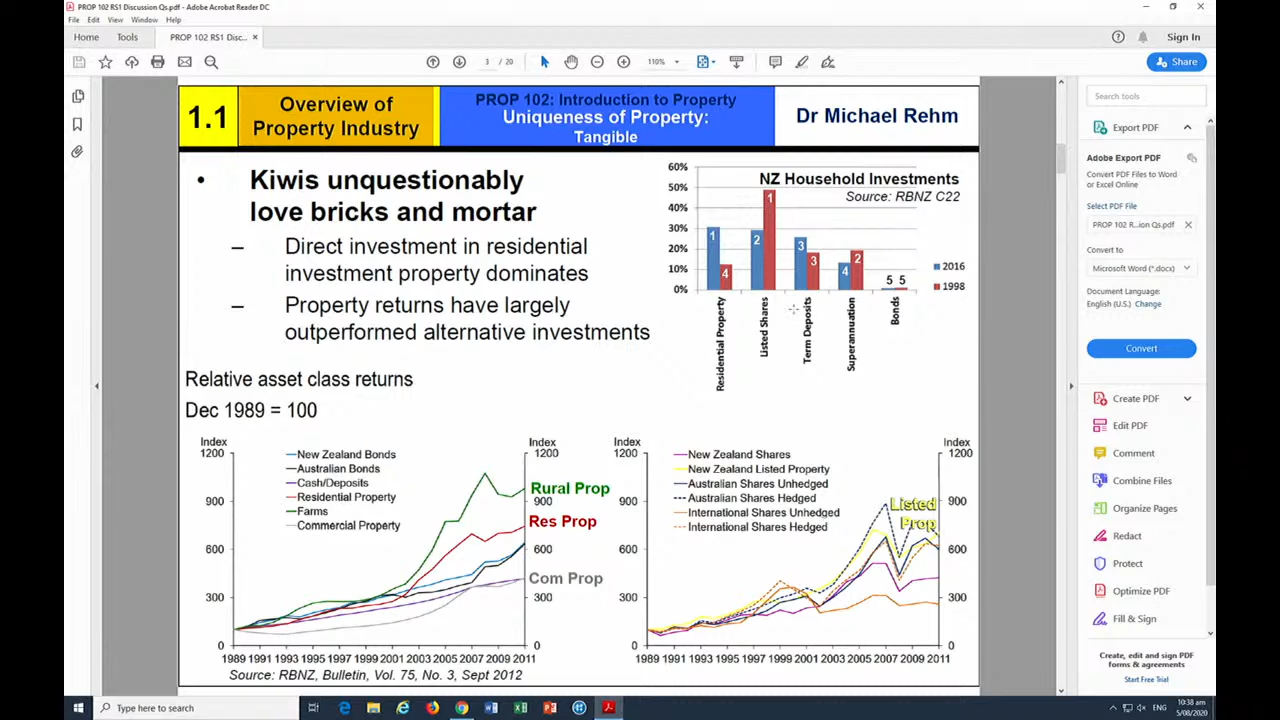 PROP 102 RS1 Discussion Qs.pdf - Adobe Acrobat Reader DC
File Edit View Window Help
Home Tools PROP 102 RS1 Disc... × Sign In
3 / 20 110% Share
1.1
Overview of
Property Industry
PROP 102: Introduction to Property
Uniqueness of Property:
Tangible
Dr Michael Rehm
• Kiwis unquestionably
love bricks and mortar
– Direct investment in residential
investment property dominates
– Property returns have largely
outperformed alternative investments
NZ Household Investments
Source: RBNZ C22
60%
50%
40%
30%
20%
10%
0%
1 4 2 1 3 3 4 2 5 5
2016
1998
Residential Property
Listed Shares
Term Deposits
Superannuation
Bonds
Relative asset class returns
Dec 1989 = 100
Index Index
1200 1200
900 900
600 600
300 300
0 0
New Zealand Bonds
Australian Bonds
Cash/Deposits
Residential Property
Farms
Commercial Property
Rural Prop
Res Prop
Com Prop
1989 1991 1993 1995 1997 1999 2001 2003 2005 2007 2009 2011
Index Index
1200 1200
900 900
600 600
300 300
0 0
New Zealand Shares
New Zealand Listed Property
Australian Shares Unhedged
Australian Shares Hedged
International Shares Unhedged
International Shares Hedged
Listed
Prop
1989 1991 1993 1995 1997 1999 2001 2003 2005 2007 2009 2011
Source: RBNZ, Bulletin, Vol. 75, No. 3, Sept 2012
Search tools
Export PDF
Adobe Export PDF
Convert PDF Files to Word
or Excel Online
Select PDF File
PROP 102 R...ion Qs.pdf ×
Convert to
Microsoft Word (*.docx)
Document Language:
English (U.S.) Change
Convert
Create PDF
Edit PDF
Comment
Combine Files
Organize Pages
Redact
Protect
Optimize PDF
Fill & Sign
Create, edit and sign PDF
forms & agreements
Start Free Trial
Type here to search
ENG
10:38 am
5/08/2020